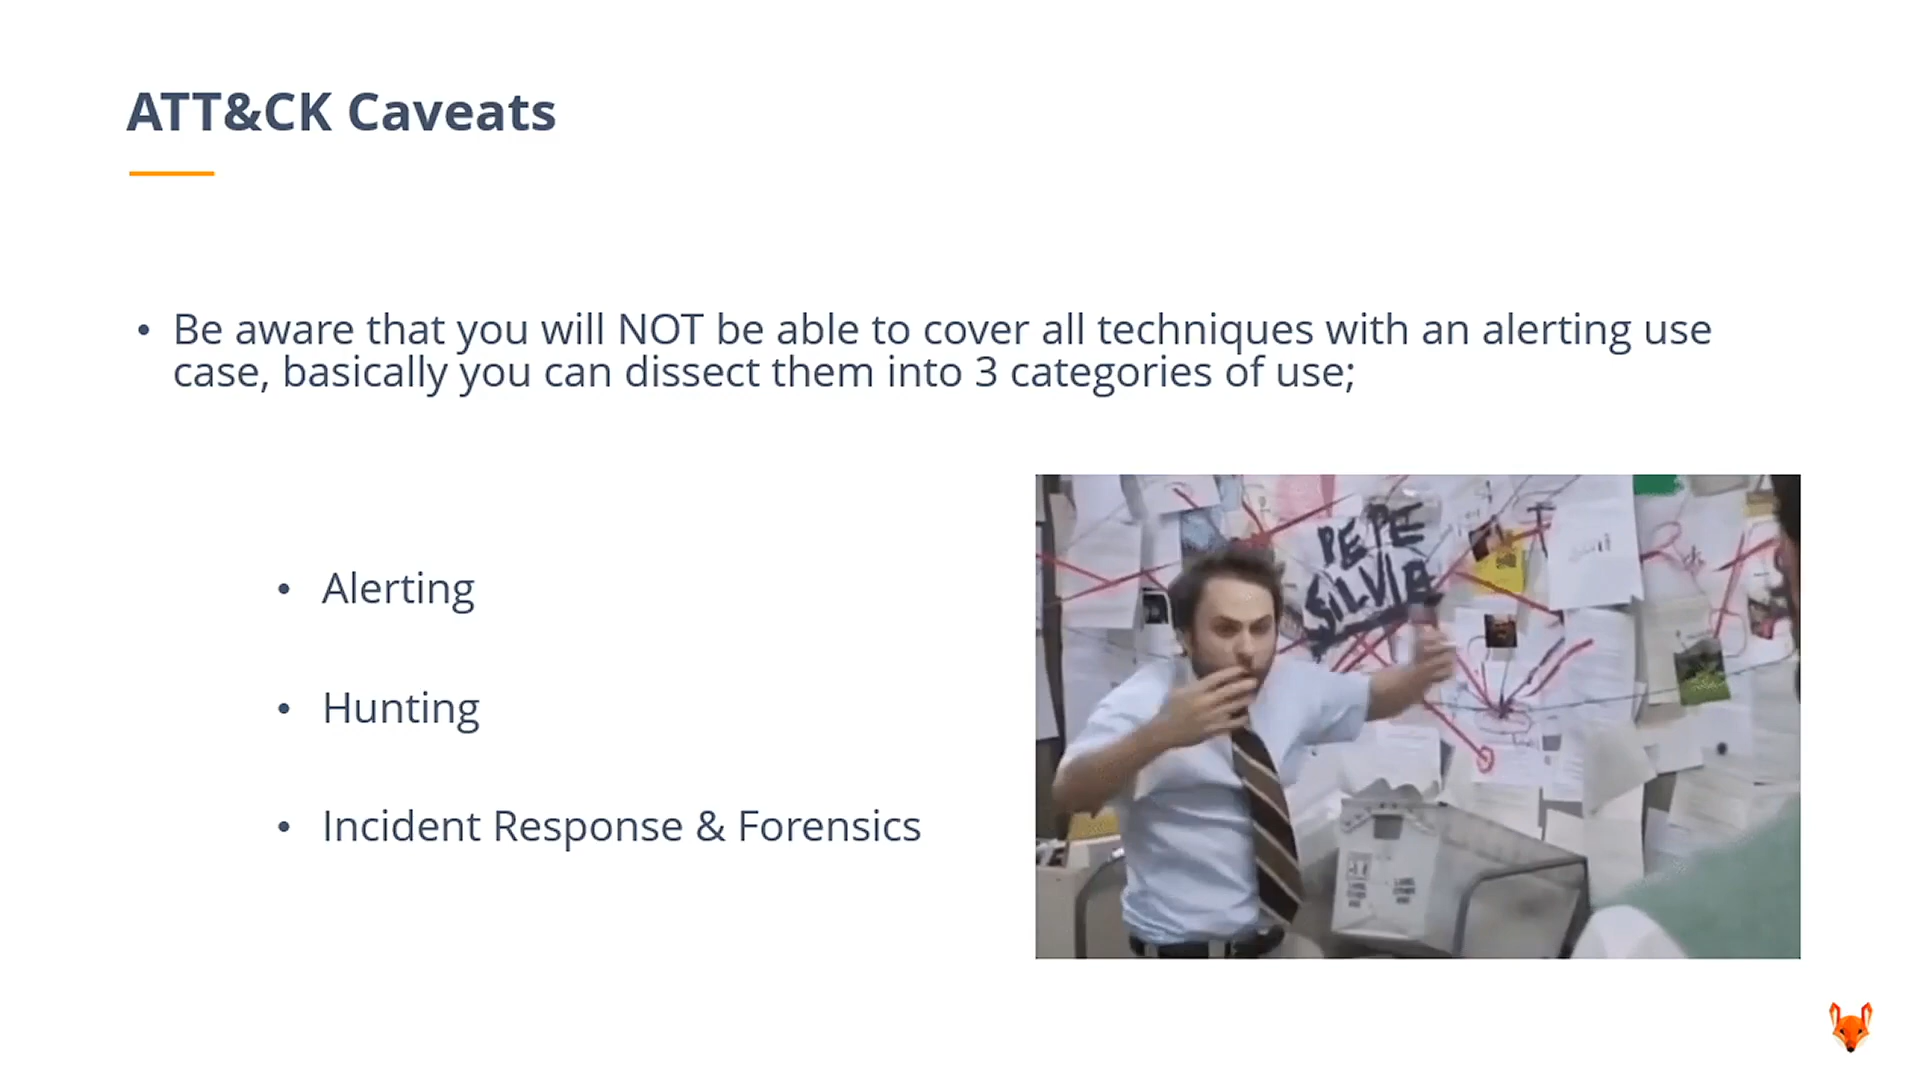 ATT&CK Caveats
• Be aware that you will NOT be able to cover all techniques with an alerting use
case, basically you can dissect them into 3 categories of use;
• Alerting
• Hunting
• Incident Response & Forensics
PEPE
SILVIA